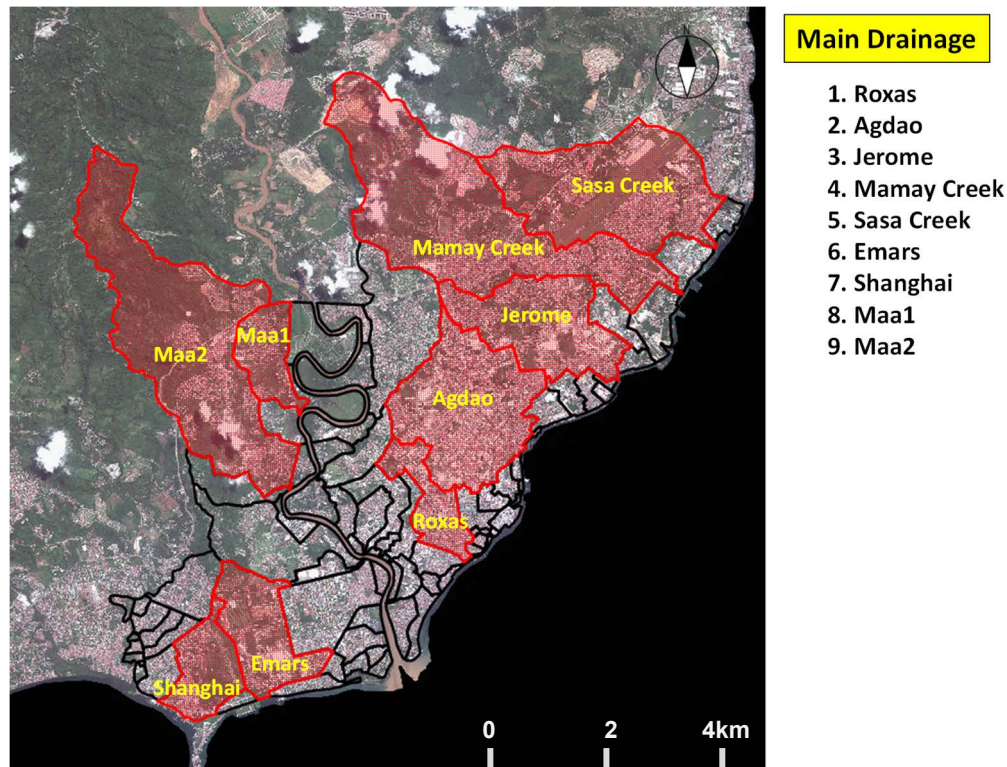 Main Drainage
1. Roxas
2. Agdao
3. Jerome
4. Mamay Creek
5. Sasa Creek
6. Emars
7. Shanghai
8. Maa1
9. Maa2
Sasa Creek
Mamay Creek
Jerome
Maa1
Maa2
Agdao
Roxas
Emars
Shanghai
0 2 4km